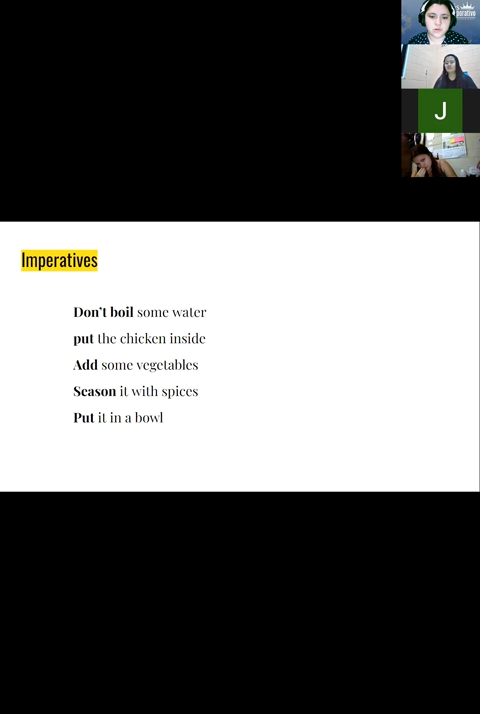 porativo
J
Imperatives
Don't boil some water
put the chicken inside
Add some vegetables
Season it with spices
Put it in a bowl